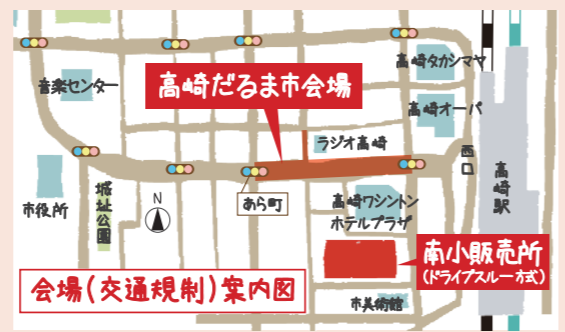 高崎タカシマヤ
音楽センター
高崎だるま市会場
高崎オーパ
ラジオ高崎
西口
高崎駅
市役所
城址公園
N
あら町
高崎ワシントン
ホテルプラザ
南小販売所
(ドライブスルー方式)
会場(交通規制)案内図
市美術館